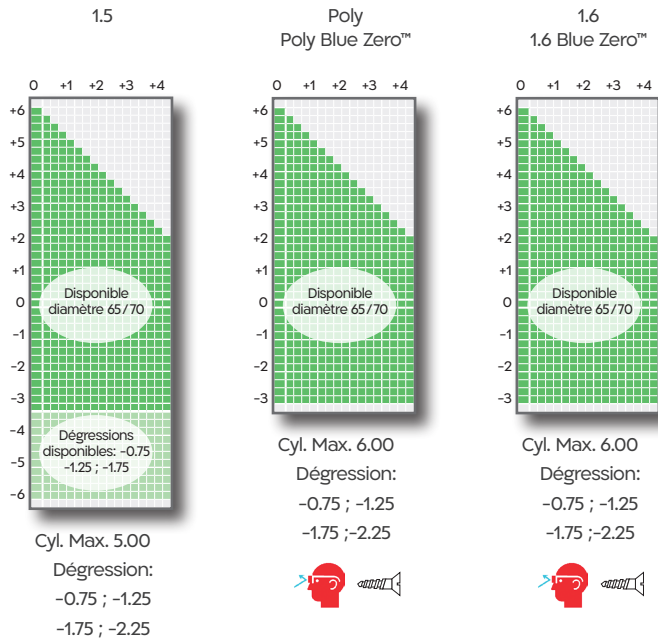 1.5
0 +1 +2 +3 +4
+6
+5
+4
+3
+2
+1
0
-1
-2
-3
-4
-5
-6
Disponible
diamètre 65/70
Dégressions
disponibles: -0.75
-1.25 ; -1.75
Cyl. Max. 5.00
Dégression:
-0.75 ; -1.25
-1.75 ; -2.25
Poly
Poly Blue Zero™
0 +1 +2 +3 +4
+6
+5
+4
+3
+2
+1
0
-1
-2
-3
Disponible
diamètre 65/70
Cyl. Max. 6.00
Dégression:
-0.75 ; -1.25
-1.75 ;-2.25
1.6
1.6 Blue Zero™
0 +1 +2 +3 +4
+6
+5
+4
+3
+2
+1
0
-1
-2
-3
Disponible
diamètre 65/70
Cyl. Max. 6.00
Dégression:
-0.75 ; -1.25
-1.75 ;-2.25